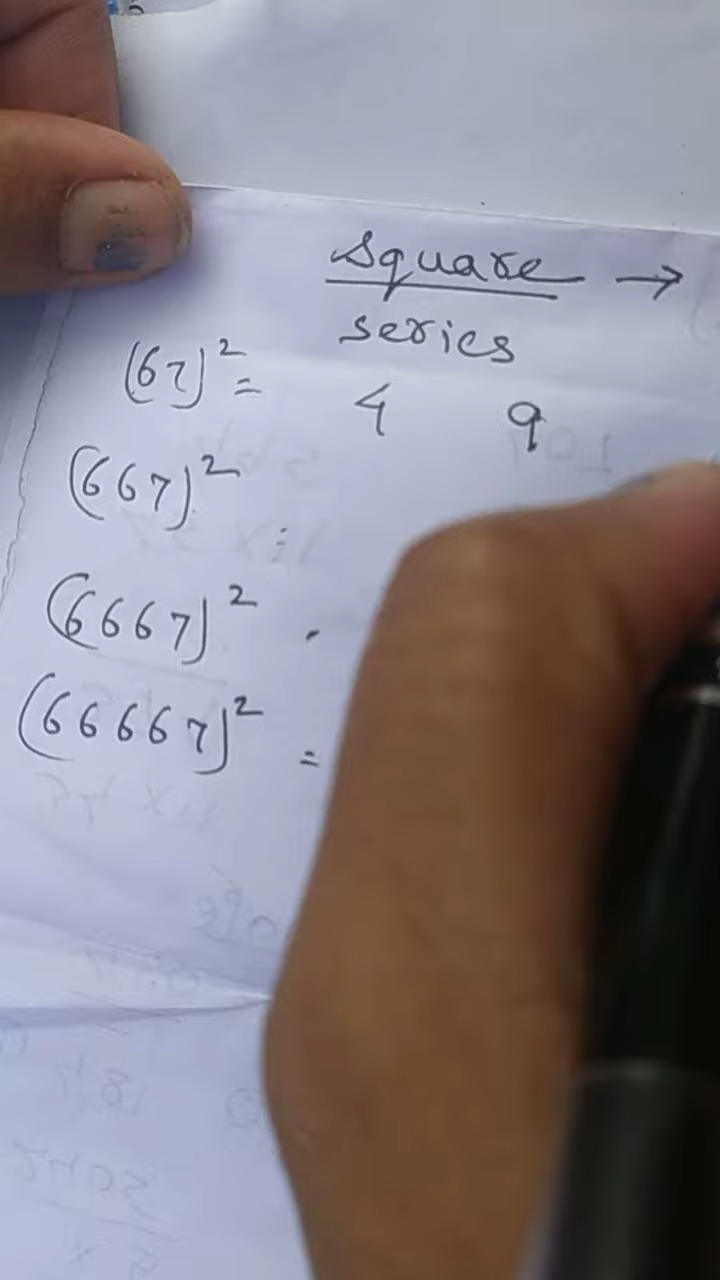 square →
series
(67)² = 4 9
(667)² =
(6667)²
(66667)² =